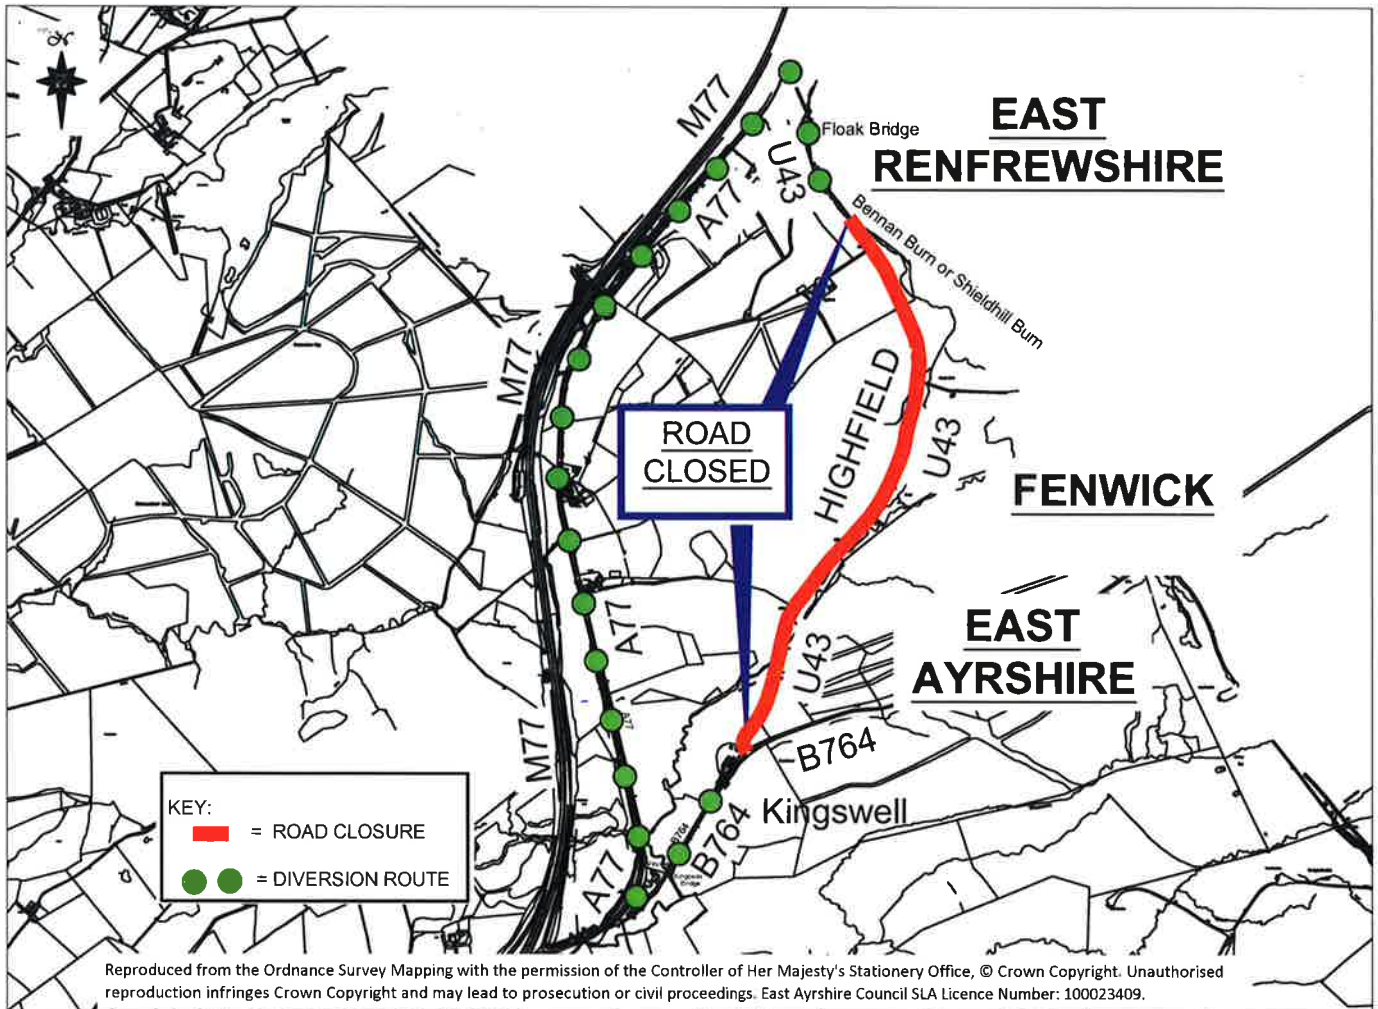 M77
Floak Bridge
EAST
RENFREWSHIRE
U43
A77
Bennan Burn or Shieldhill Burn
M77
ROAD
CLOSED
HIGHFIELD
U43
FENWICK
A77
EAST
AYRSHIRE
U43
A77
M77
B764
KEY:
= ROAD CLOSURE
= DIVERSION ROUTE
Kingswell
B764
B764
A77
Reproduced from the Ordnance Survey Mapping with the permission of the Controller of Her Majesty's Stationery Office, © Crown Copyright. Unauthorised
reproduction infringes Crown Copyright and may lead to prosecution or civil proceedings. East Ayrshire Council SLA Licence Number: 100023409.